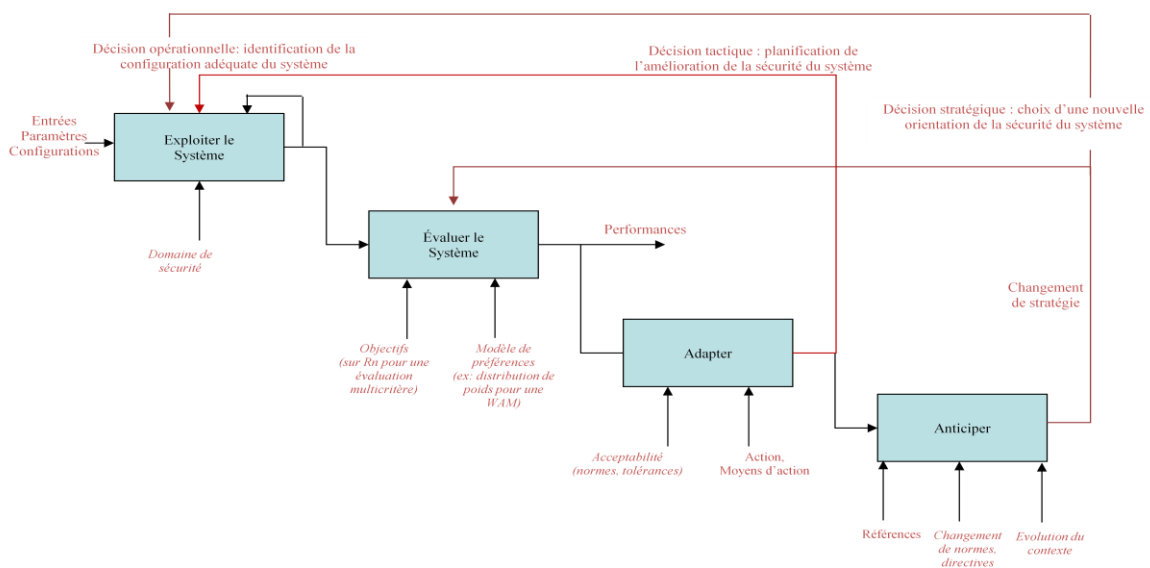 Décision opérationnelle: identification de la
configuration adéquate du système
Décision tactique : planification de
l'amélioration de la sécurité du système
Décision stratégique : choix d'une nouvelle
orientation de la sécurité du système
Entrées
Paramètres
Configurations
Exploiter le
Système
Domaine de
sécurité
Évaluer le
Système
Performances
Objectifs
(sur Rn pour une
évaluation
multicritère)
Modèle de
préférences
(ex: distribution de
poids pour une
WAM)
Changement
de stratégie
Adapter
Acceptabilité
(normes, tolérances)
Action,
Moyens d'action
Anticiper
Références
Changement
de normes,
directives
Evolution du
contexte